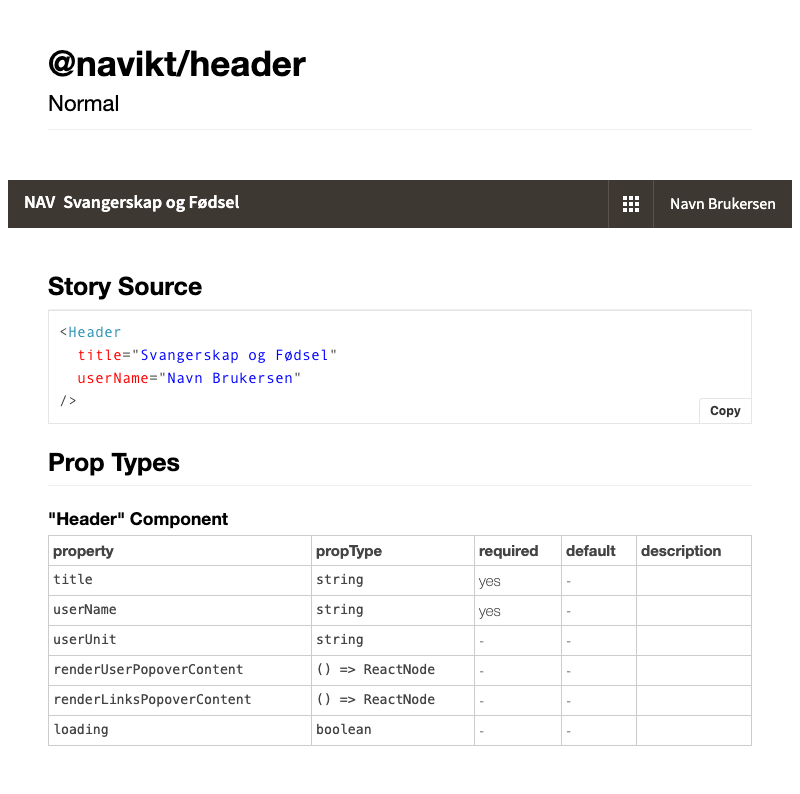 @navikt/header
Normal
NAV Svangerskap og Fødsel Navn Brukersen
Story Source
<Header
title="Svangerskap og Fødsel"
userName="Navn Brukersen"
/>
Copy
Prop Types
"Header" Component
property propType required default description
title string yes -
userName string yes -
userUnit string - -
renderUserPopoverContent () => ReactNode - -
renderLinksPopoverContent () => ReactNode - -
loading boolean - -